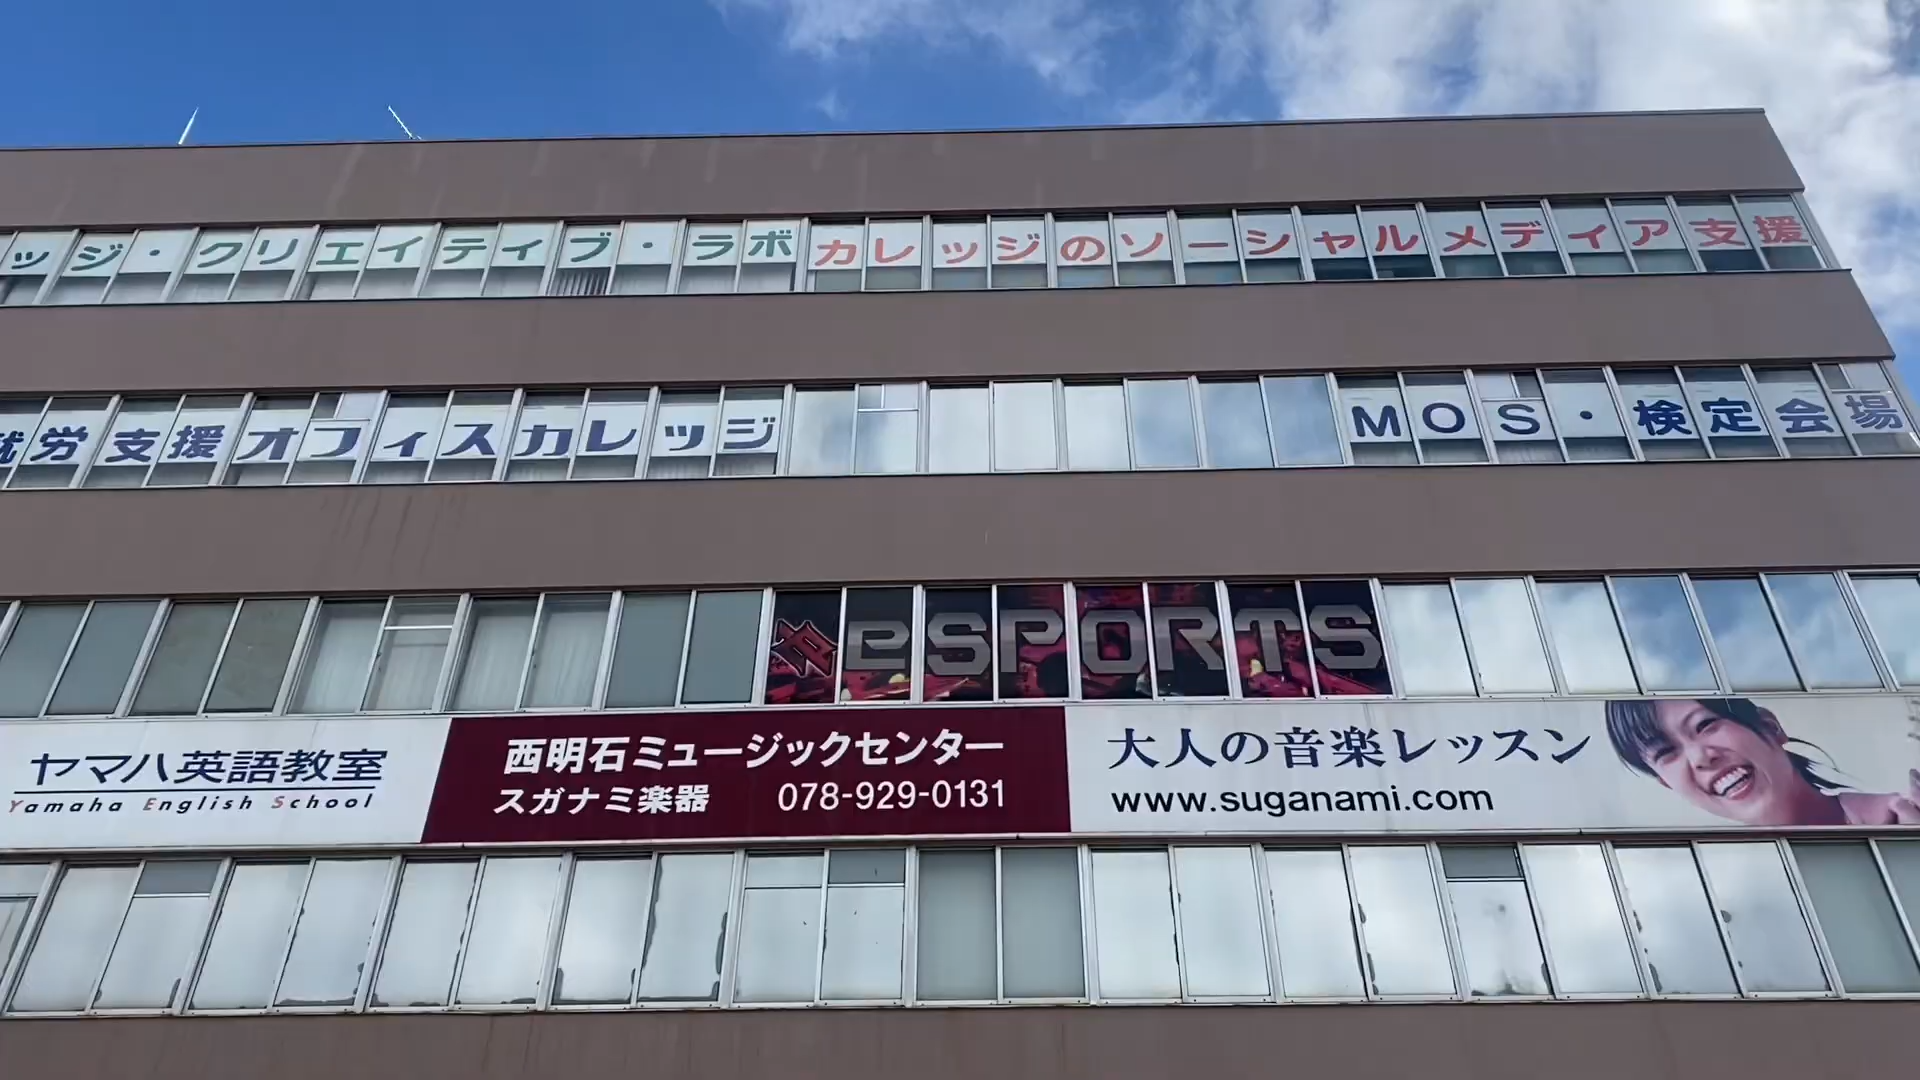 ッジ・クリエイティブ・ラボ カレッジのソーシャルメディア支援
就労支援オフィスカレッジ
MOS・検定会場
eSPORTS
ヤマハ英語教室
Yamaha English School
西明石ミュージックセンター
スガナミ楽器 078-929-0131
大人の音楽レッスン
www.suganami.com